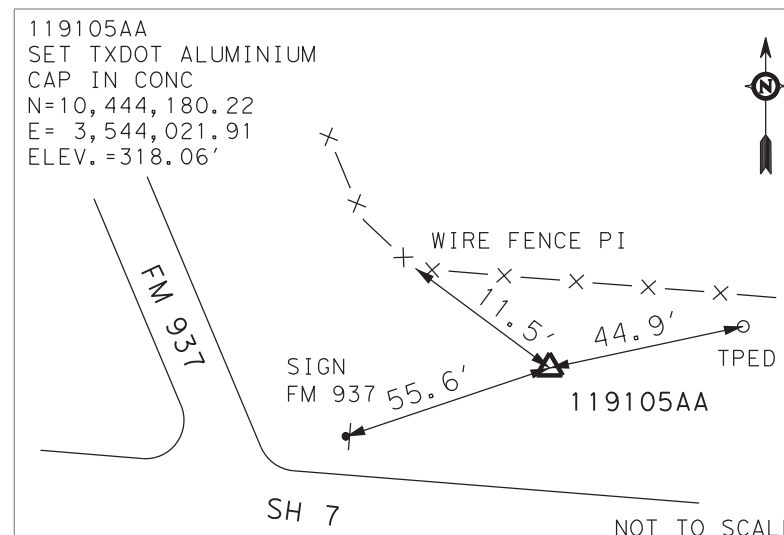 119105AA
SET TXDOT ALUMINIUM
CAP IN CONC
N=10,444,180.22
E= 3,544,021.91
ELEV.=318.06'
N
WIRE FENCE PI
FM 937
11.5'
44.9'
TPED
SIGN
FM 937
55.6'
119105AA
SH 7
NOT TO SCALE